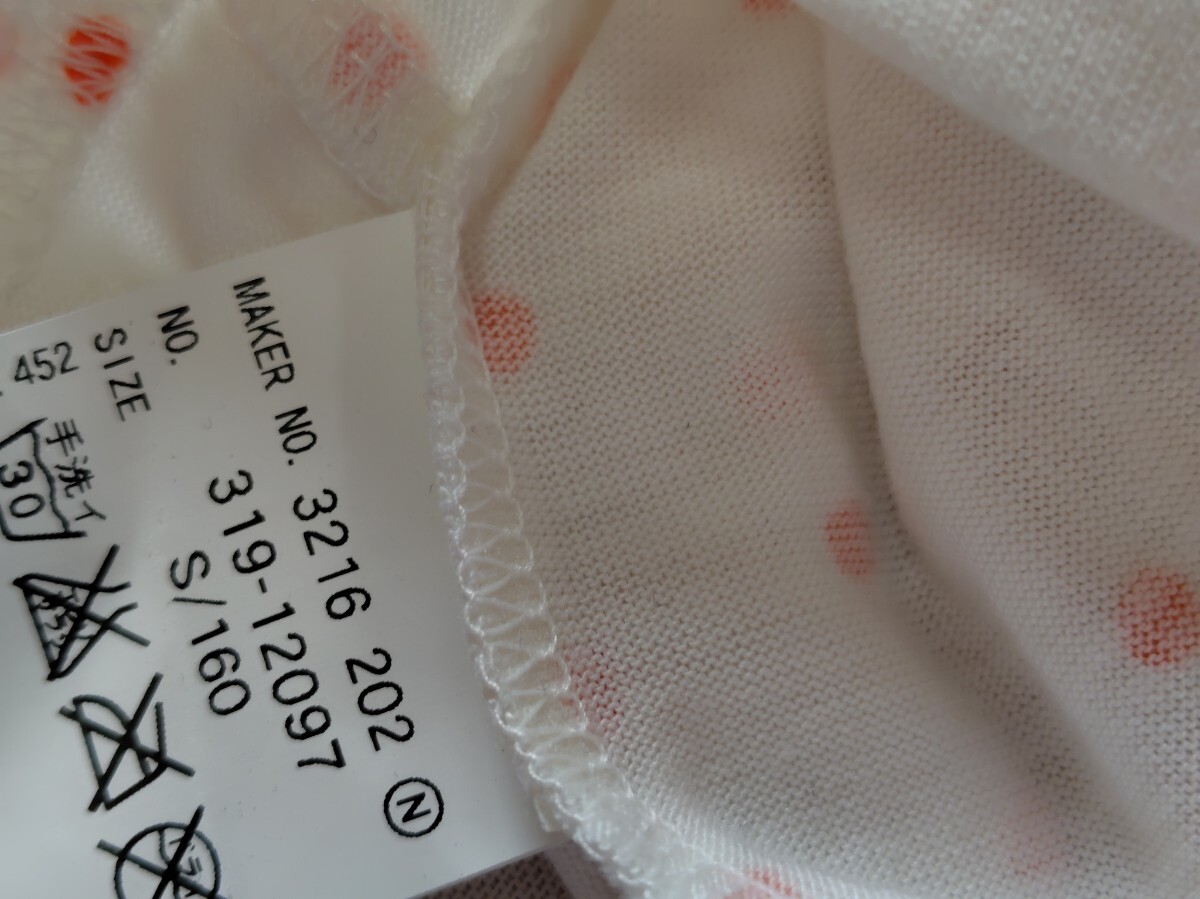 MAKER NO. 3216 202 Ⓝ
NO. 319-12097
SIZE S/160
452
手洗イ
30